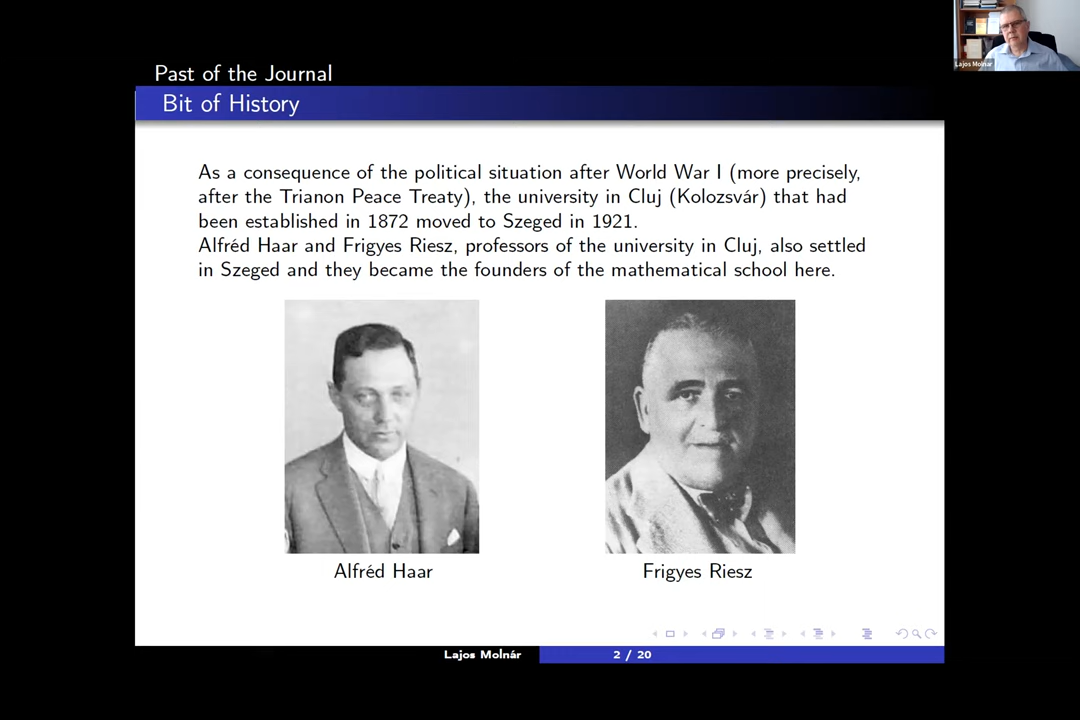 Lajos Molnár
Past of the Journal
Bit of History
As a consequence of the political situation after World War I (more precisely,
after the Trianon Peace Treaty), the university in Cluj (Kolozsvár) that had
been established in 1872 moved to Szeged in 1921.
Alfréd Haar and Frigyes Riesz, professors of the university in Cluj, also settled
in Szeged and they became the founders of the mathematical school here.
Alfréd Haar
Frigyes Riesz
Lajos Molnár
2 / 20